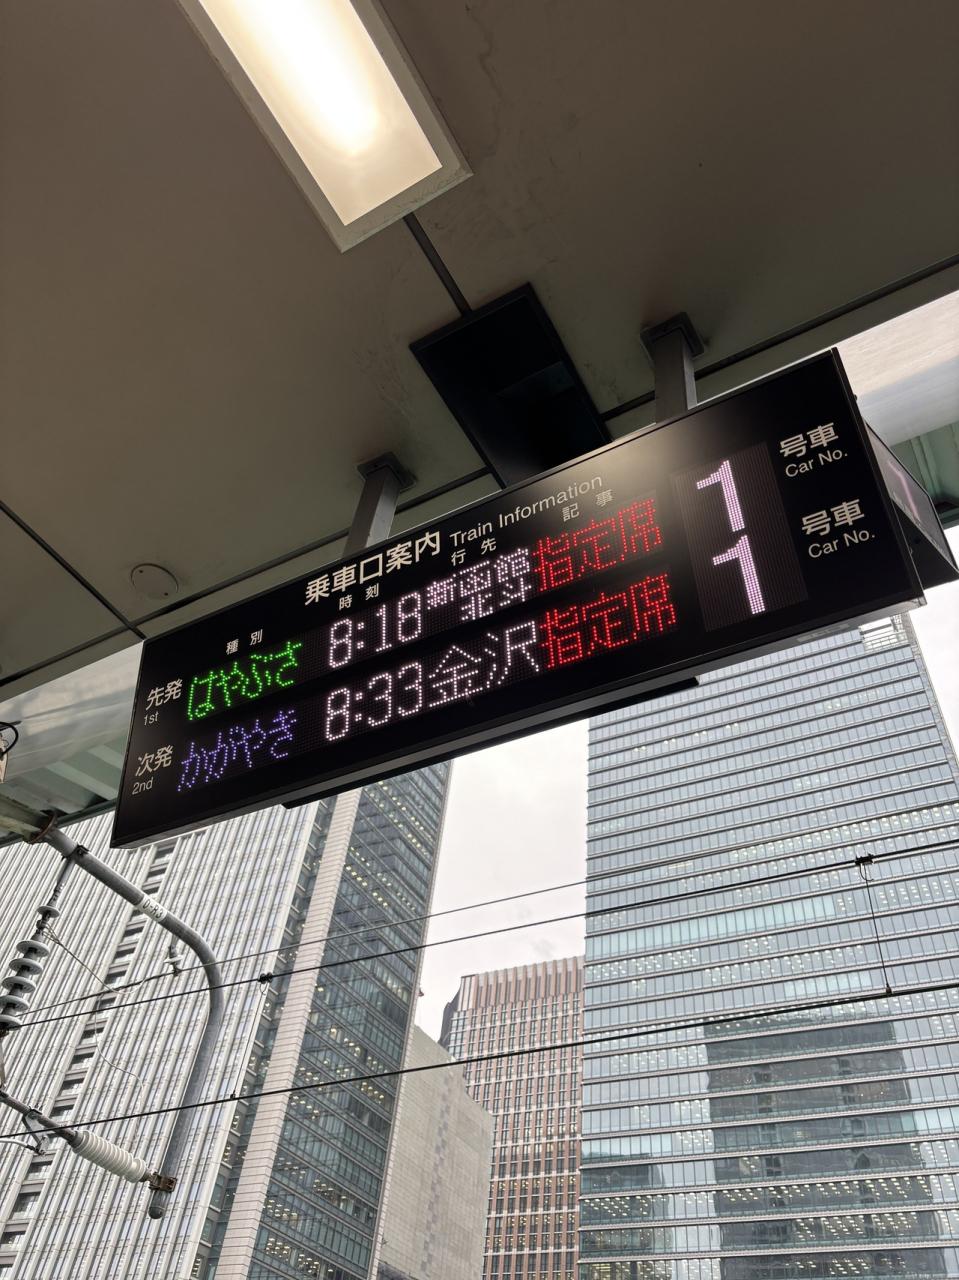 乗車口案内 Train Information
種別 時刻 行先 記事
先発 はやぶさ 8:18 新函館北斗 指定席 1 号車
1st Car No.
次発 かがやき 8:33 金沢 指定席 1 号車
2nd Car No.